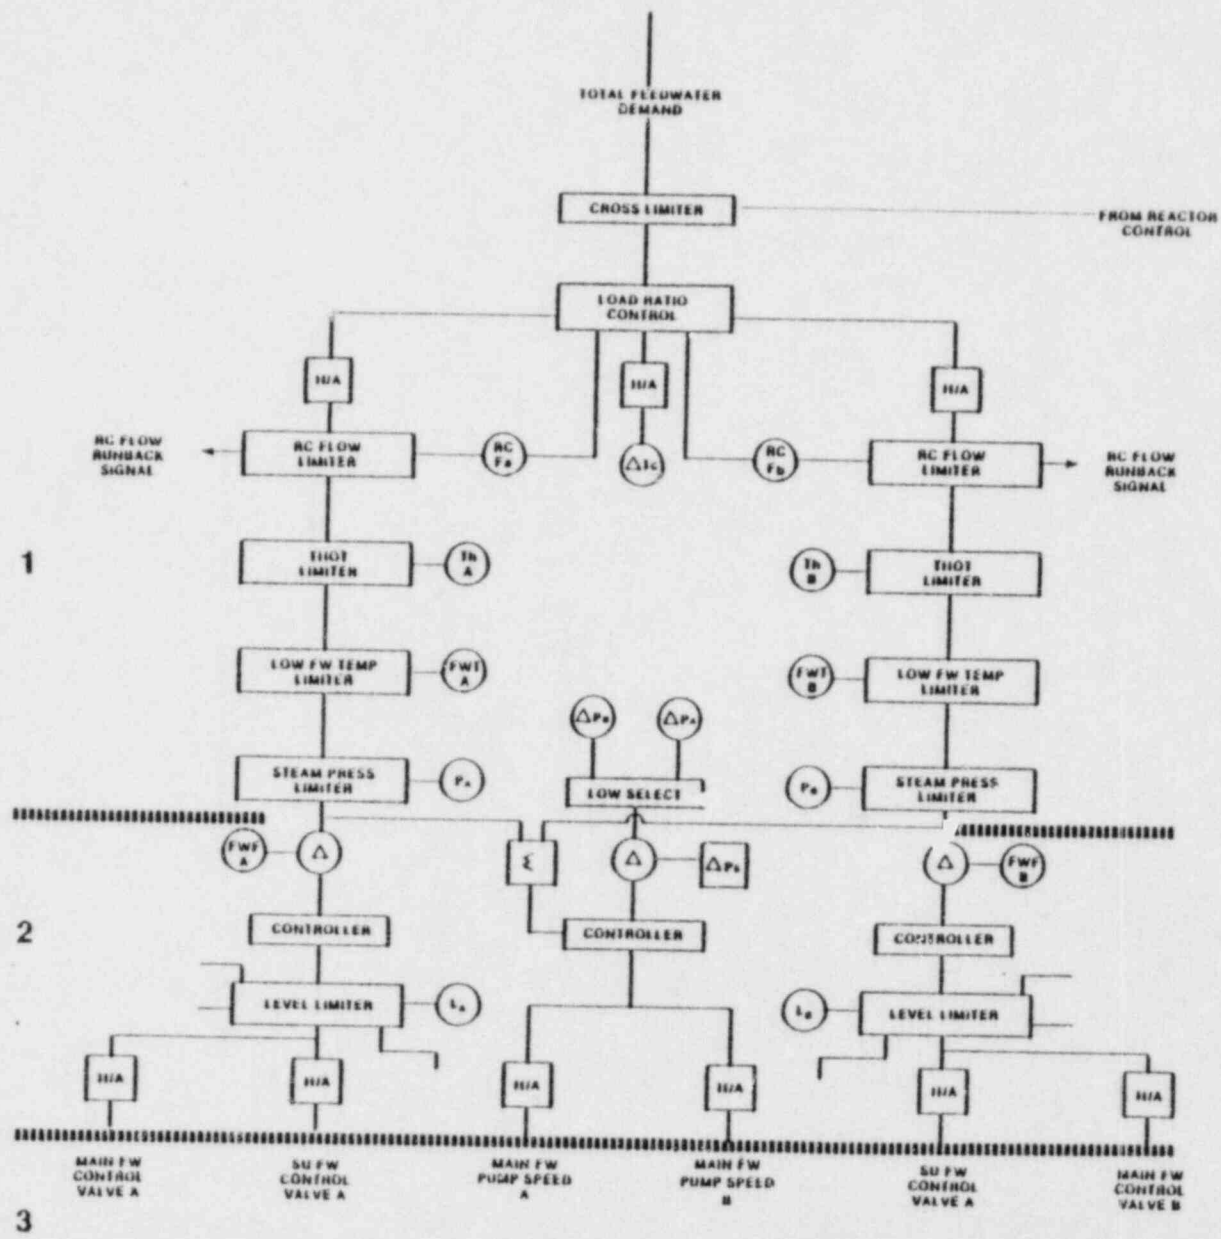 TOTAL FEEDWATER
DEMAND
CROSS LIMITER
FROM REACTOR
CONTROL
LOAD RATIO
CONTROL
H/A
H/A
H/A
RC FLOW
RUNBACK
SIGNAL
RC FLOW
LIMITER
RC
Fa
ΔTc
RC
Fb
RC FLOW
LIMITER
RC FLOW
RUNBACK
SIGNAL
1
THOT
LIMITER
Th
A
Th
B
THOT
LIMITER
LOW FW TEMP
LIMITER
FWT
A
FWT
B
LOW FW TEMP
LIMITER
ΔPB
ΔPA
STEAM PRESS
LIMITER
PA
LOW SELECT
PB
STEAM PRESS
LIMITER
FWF
A
Δ
Σ
Δ
ΔPS
Δ
FWF
B
2
CONTROLLER
CONTROLLER
CONTROLLER
LEVEL LIMITER
LA
LB
LEVEL LIMITER
H/A
H/A
H/A
H/A
H/A
H/A
MAIN FW
CONTROL
VALVE A
SU FW
CONTROL
VALVE A
MAIN FW
PUMP SPEED
A
MAIN FW
PUMP SPEED
B
SU FW
CONTROL
VALVE A
MAIN FW
CONTROL
VALVE B
3